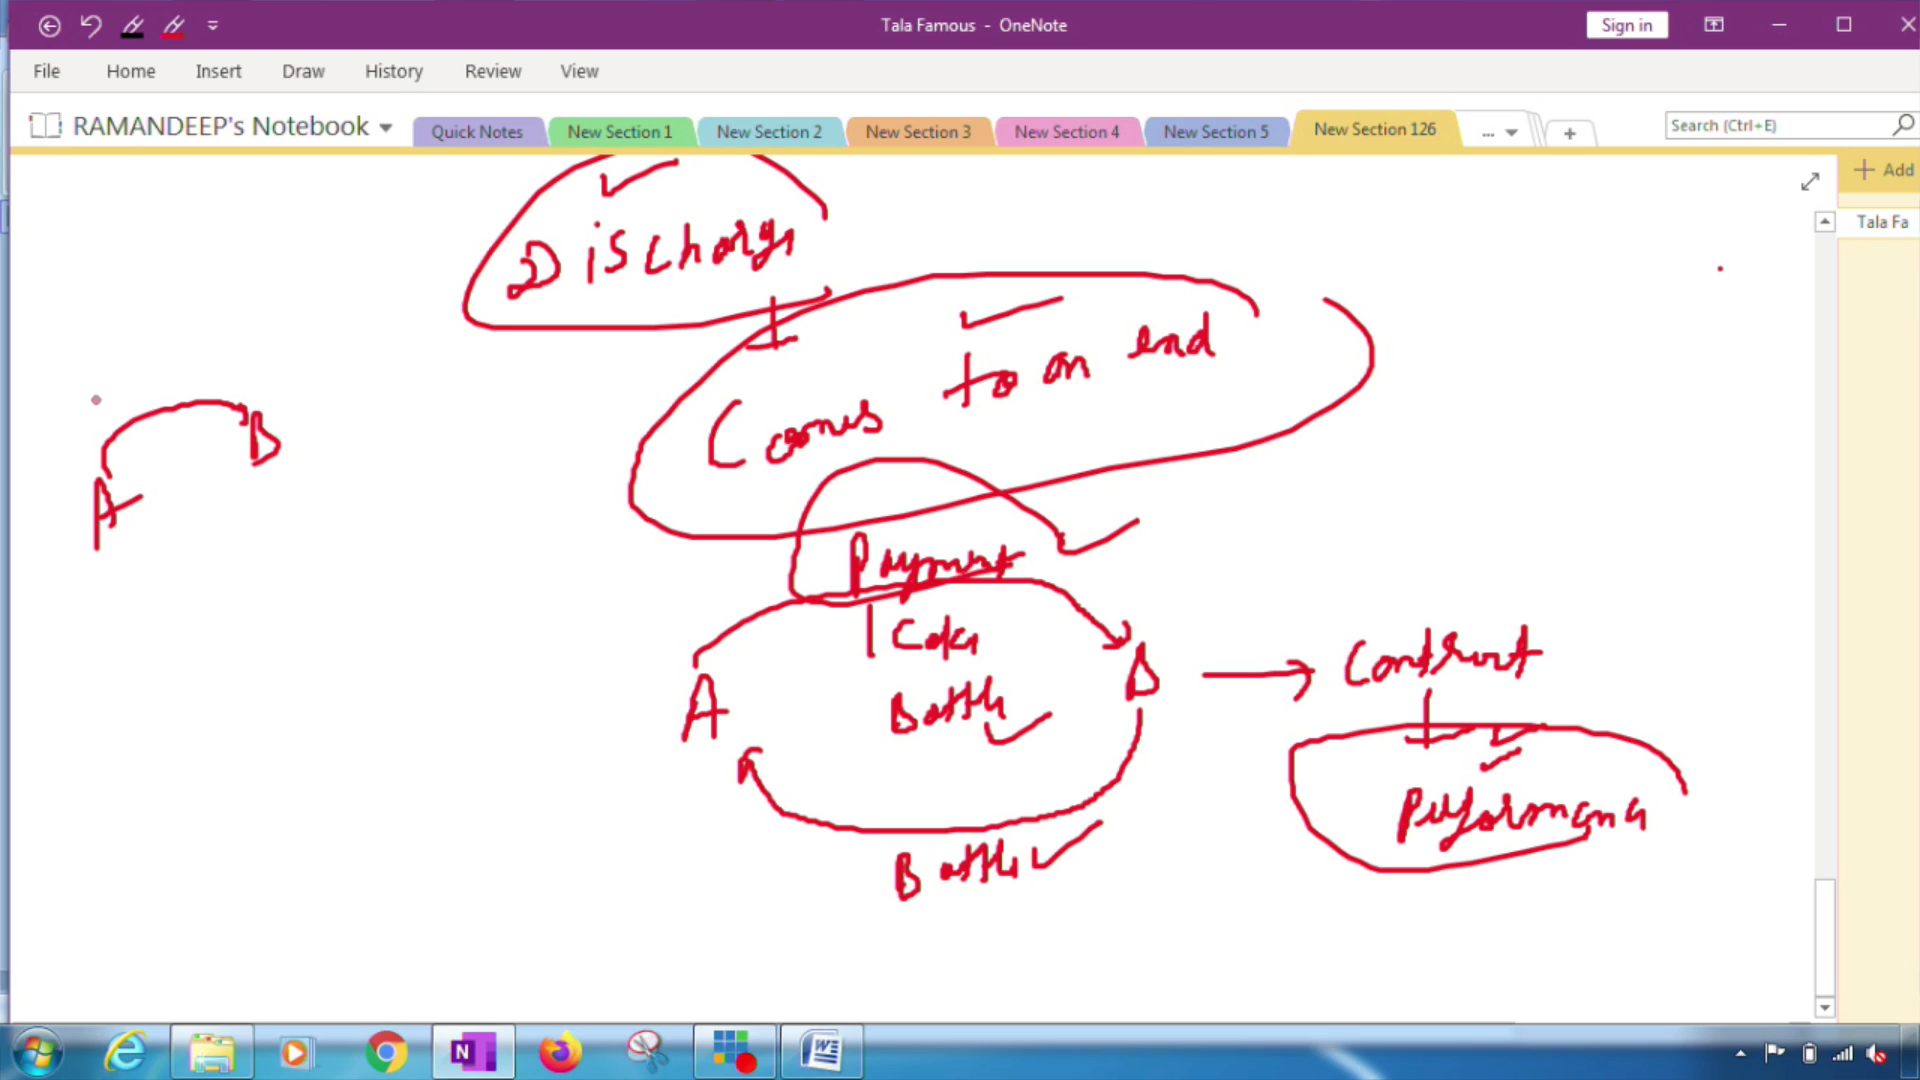 Tala Famous - OneNote
Sign in
File Home Insert Draw History Review View
RAMANDEEP's Notebook
Quick Notes New Section 1 New Section 2 New Section 3 New Section 4 New Section 5 New Section 126 ... +
Search (Ctrl+E)
+ Add
Tala Fa
Discharge
Comes to an end
A B
Payment
1 Coke
Bottle
A B → Contract
Performance
Bottle